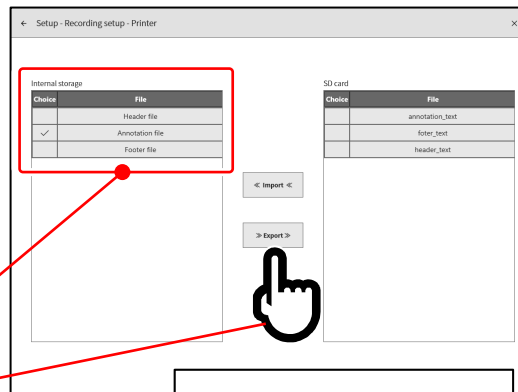 ← Setup - Recording setup - Printer ×
Internal storage
Choice File
Header file
✓ Annotation file
Footer file
SD card
Choice File
annotation_text
foter_text
header_text
≪ Import ≪
≫ Export ≫